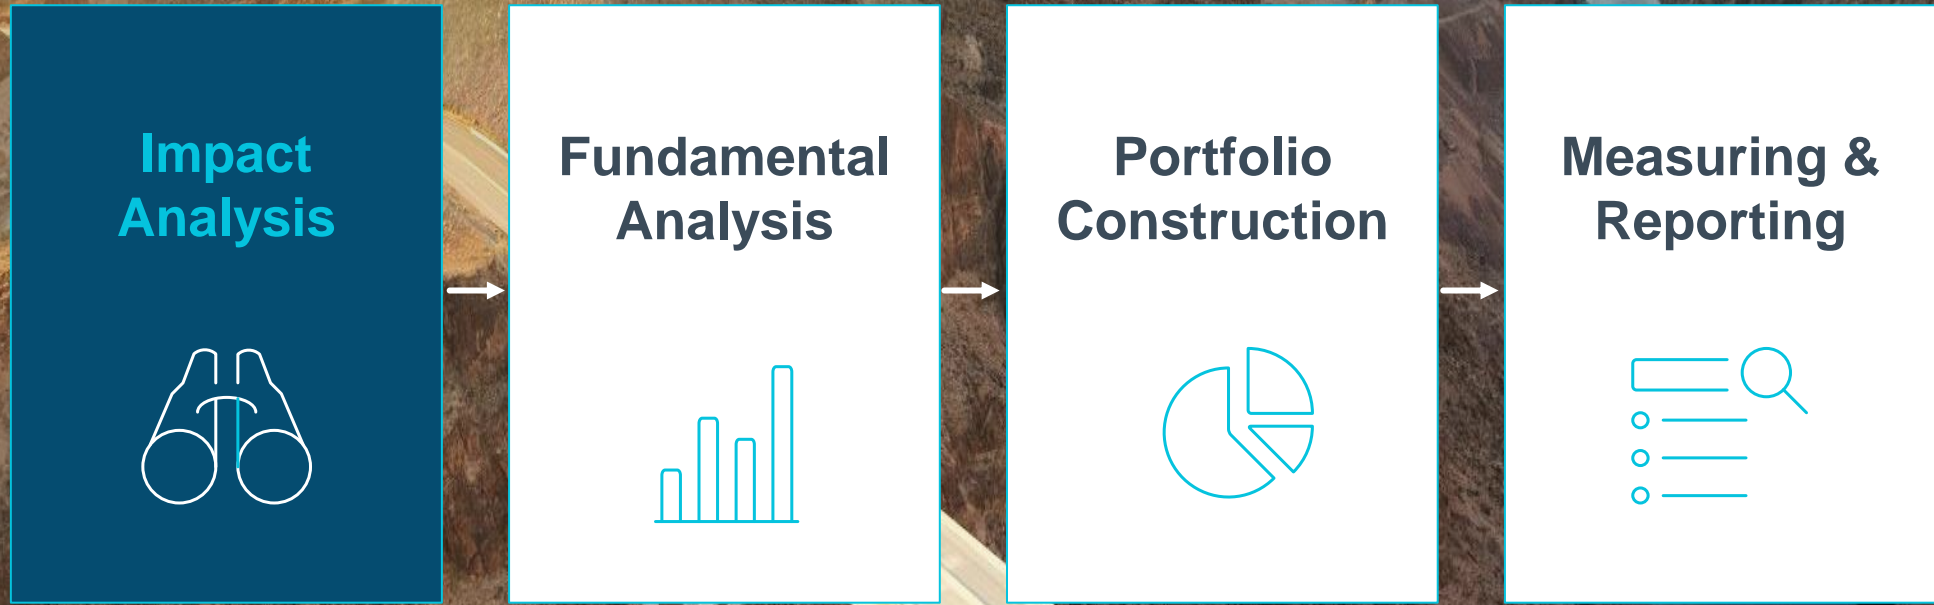 Impact
Analysis
Fundamental
Analysis
Portfolio
Construction
Measuring &
Reporting